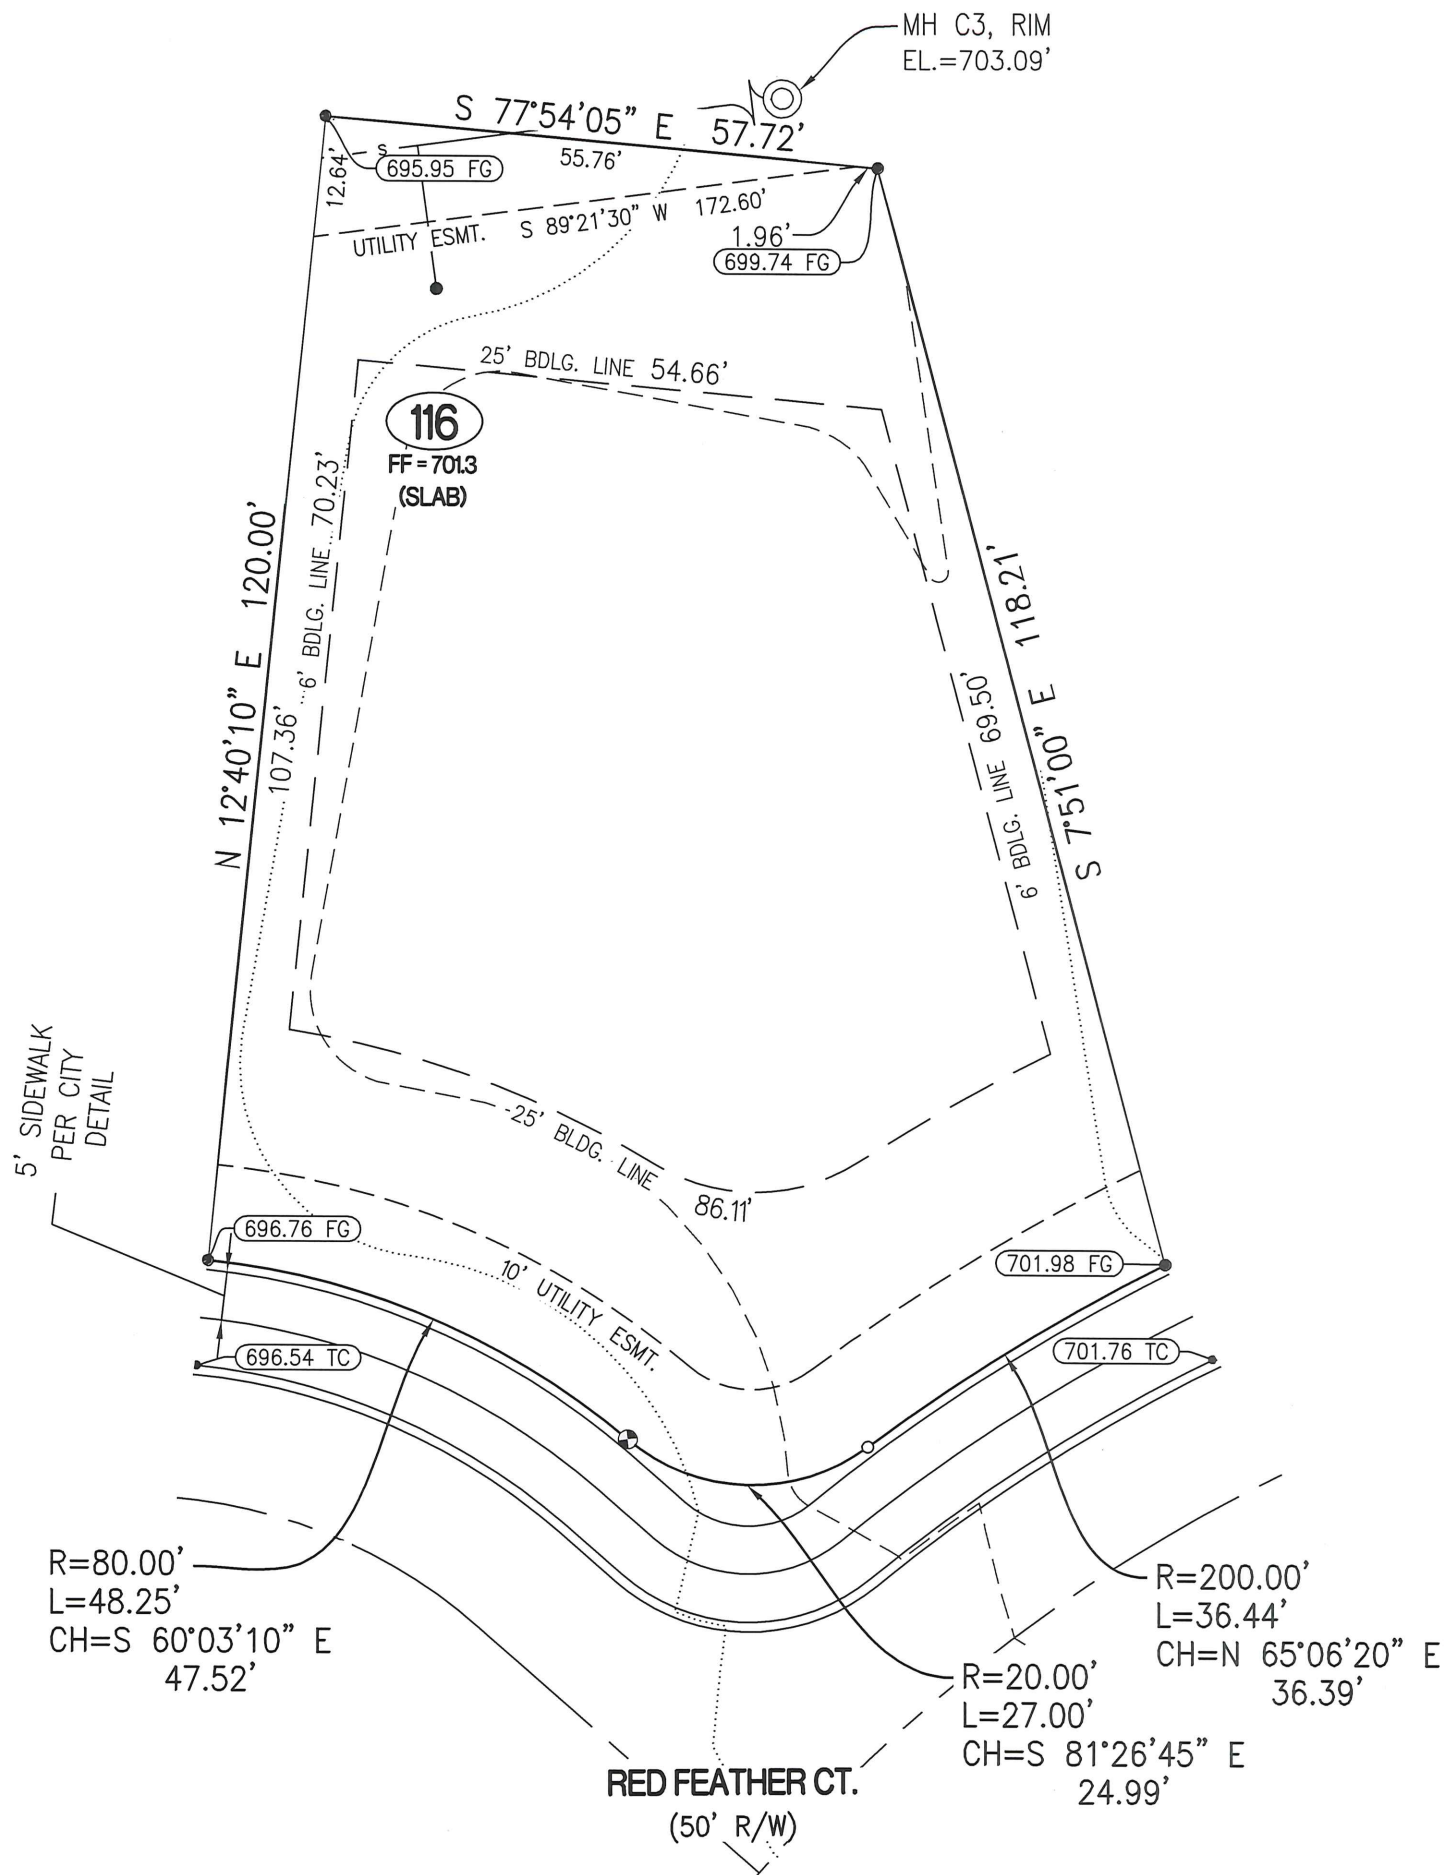 MH C3, RIM
EL.=703.09'
S 77°54'05" E 57.72'
12.64'
s
695.95 FG
55.76'
UTILITY ESMT. S 89°21'30" W 172.60'
1.96'
699.74 FG
25' BDLG. LINE 54.66'
116
FF = 701.3
(SLAB)
N 12°40'10" E 120.00'
107.36'
6' BDLG. LINE 70.23'
S 7°51'00" E 118.21'
6' BDLG. LINE 69.50'
5' SIDEWALK
PER CITY
DETAIL
25' BLDG. LINE
86.11'
696.76 FG
10' UTILITY ESMT.
701.98 FG
696.54 TC
701.76 TC
R=80.00'
L=48.25'
CH=S 60°03'10" E
47.52'
R=200.00'
L=36.44'
CH=N 65°06'20" E
36.39'
R=20.00'
L=27.00'
CH=S 81°26'45" E
24.99'
RED FEATHER CT.
(50' R/W)